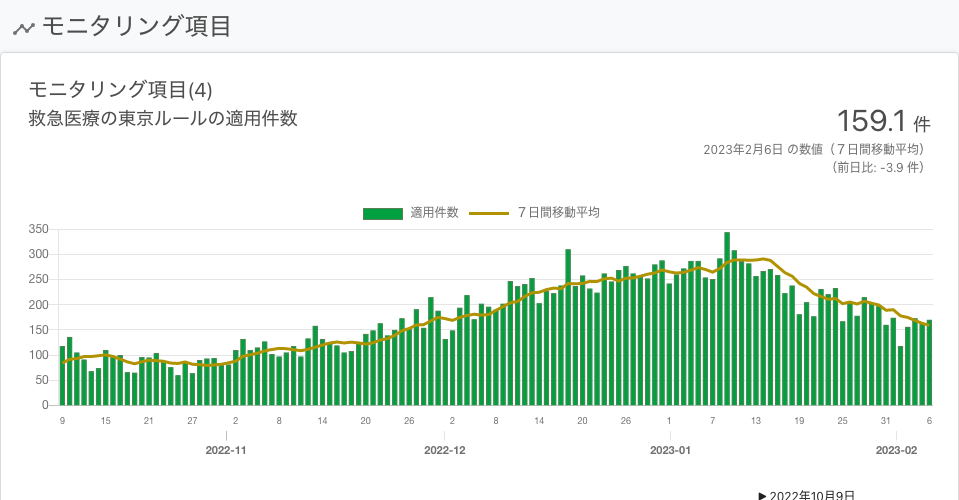 モニタリング項目
モニタリング項目(4)
救急医療の東京ルールの適用件数
159.1 件
2023年2月6日 の数値（７日間移動平均）
（前日比: -3.9 件）
適用件数 ７日間移動平均
350
300
250
200
150
100
50
0
9 15 21 27 2 8 14 20 26 2 8 14 20 26 1 7 13 19 25 31 6
2022-11 2022-12 2023-01 2023-02
▶ 2022年10月9日